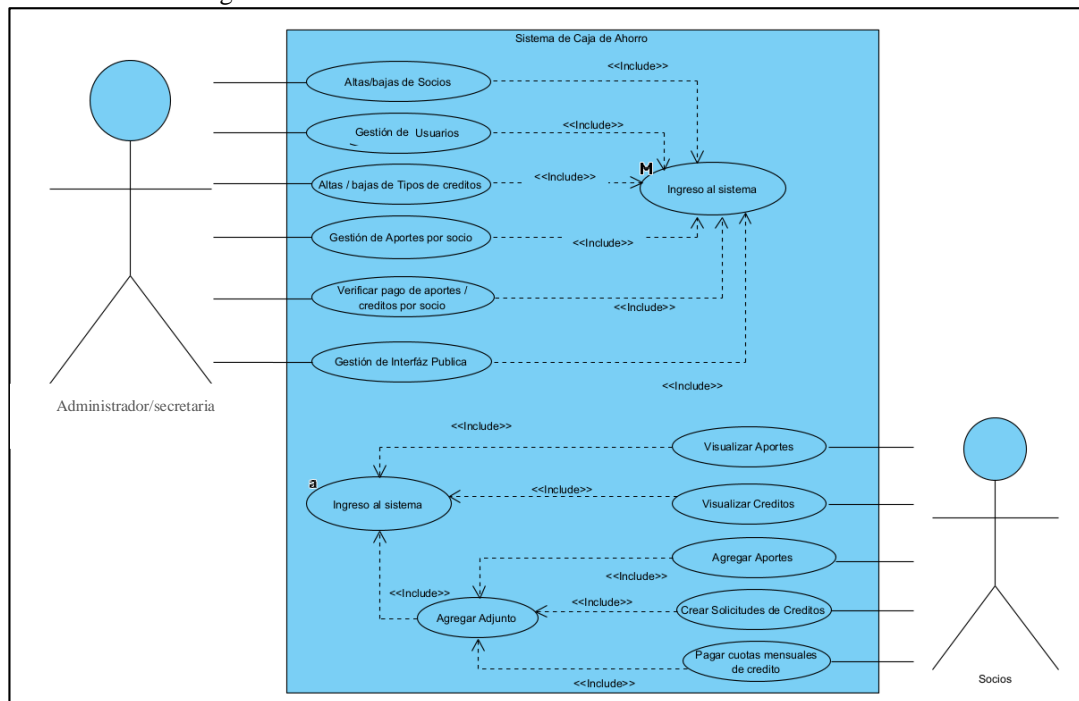 Sistema de Caja de Ahorro
Altas/bajas de Socios
<<Include>>
Gestión de Usuarios
<<Include>>
Altas / bajas de Tipos de creditos
<<Include>>
M
Ingreso al sistema
Gestión de Aportes por socio
<<Include>>
Verificar pago de aportes /
creditos por socio
<<Include>>
Gestión de Interfáz Publica
<<Include>>
Administrador/secretaria
<<Include>>
Visualizar Aportes
a
Ingreso al sistema
<<Include>>
Visualizar Creditos
Agregar Aportes
<<Include>>
<<Include>>
Agregar Adjunto
<<Include>>
Crear Solicitudes de Creditos
Pagar cuotas mensuales
de credito
<<Include>>
Socios